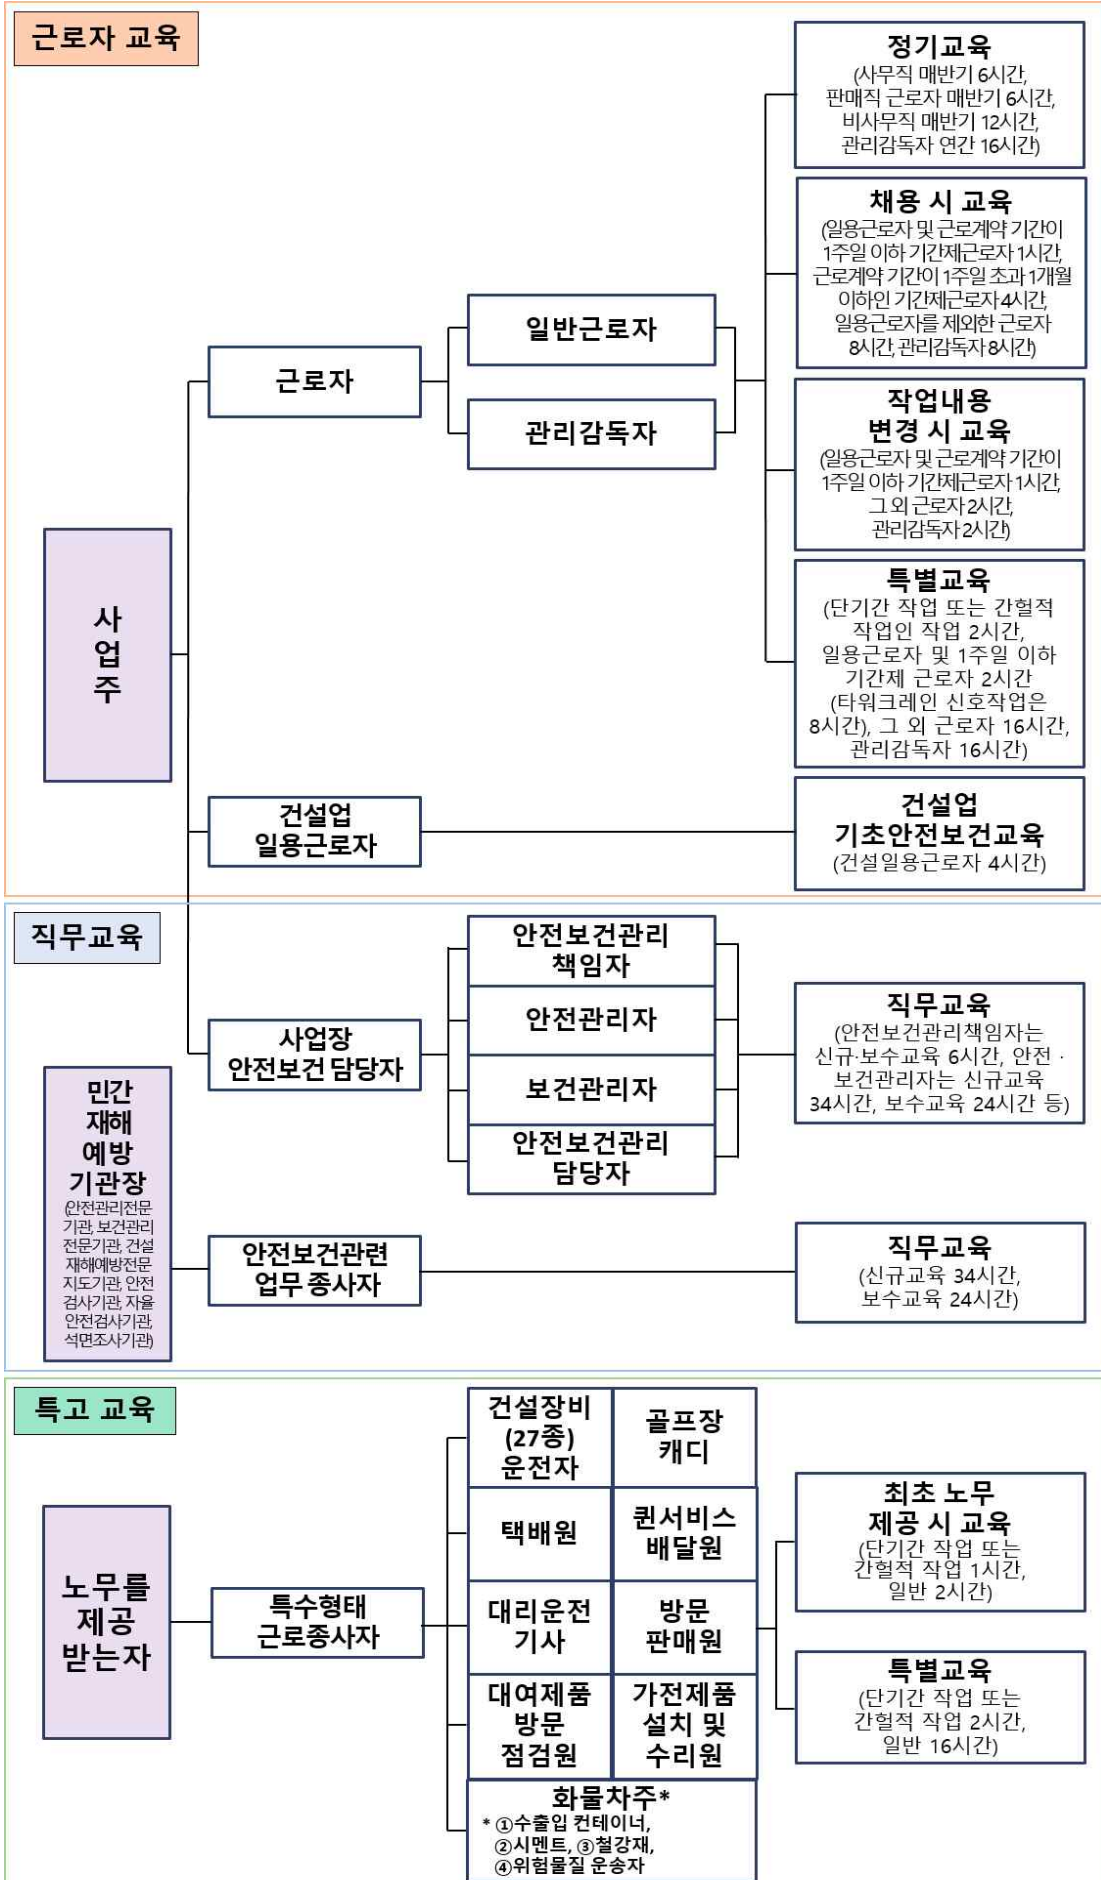 근로자 교육
정기교육
(사무직 매반기 6시간,
판매직 근로자 매반기 6시간,
비사무직 매반기 12시간,
관리감독자 연간 16시간)
채용 시 교육
(일용근로자 및 근로계약 기간이
1주일 이하 기간제근로자 1시간,
근로계약 기간이 1주일 초과 1개월
이하인 기간제근로자 4시간,
일용근로자를 제외한 근로자
8시간, 관리감독자 8시간)
일반근로자
근로자
관리감독자
작업내용
변경 시 교육
(일용근로자 및 근로계약 기간이
1주일 이하 기간제근로자 1시간,
그 외 근로자 2시간,
관리감독자 2시간)
사
업
주
특별교육
(단기간 작업 또는 간헐적
작업인 작업 2시간,
일용근로자 및 1주일 이하
기간제 근로자 2시간
(타워크레인 신호작업은
8시간), 그 외 근로자 16시간,
관리감독자 16시간)
건설업
일용근로자
건설업
기초안전보건교육
(건설일용근로자 4시간)
직무교육
안전보건관리
책임자
안전관리자
보건관리자
안전보건관리
담당자
사업장
안전보건 담당자
직무교육
(안전보건관리책임자는
신규·보수교육 6시간, 안전 ·
보건관리자는 신규교육
34시간, 보수교육 24시간 등)
민간
재해
예방
기관장
(안전관리전문
기관, 보건관리
전문기관, 건설
재해예방전문
지도기관, 안전
검사기관, 자율
안전검사기관,
석면조사기관)
안전보건관련
업무 종사자
직무교육
(신규교육 34시간,
보수교육 24시간)
특고 교육
건설장비
(27종)
운전자
골프장
캐디
택배원
퀵서비스
배달원
노무를
제공
받는자
특수형태
근로종사자
대리운전
기사
방문
판매원
대여제품
방문
점검원
가전제품
설치 및
수리원
화물차주*
* ①수출입 컨테이너,
②시멘트, ③철강재,
④위험물질 운송자
최초 노무
제공 시 교육
(단기간 작업 또는
간헐적 작업 1시간,
일반 2시간)
특별교육
(단기간 작업 또는
간헐적 작업 2시간,
일반 16시간)